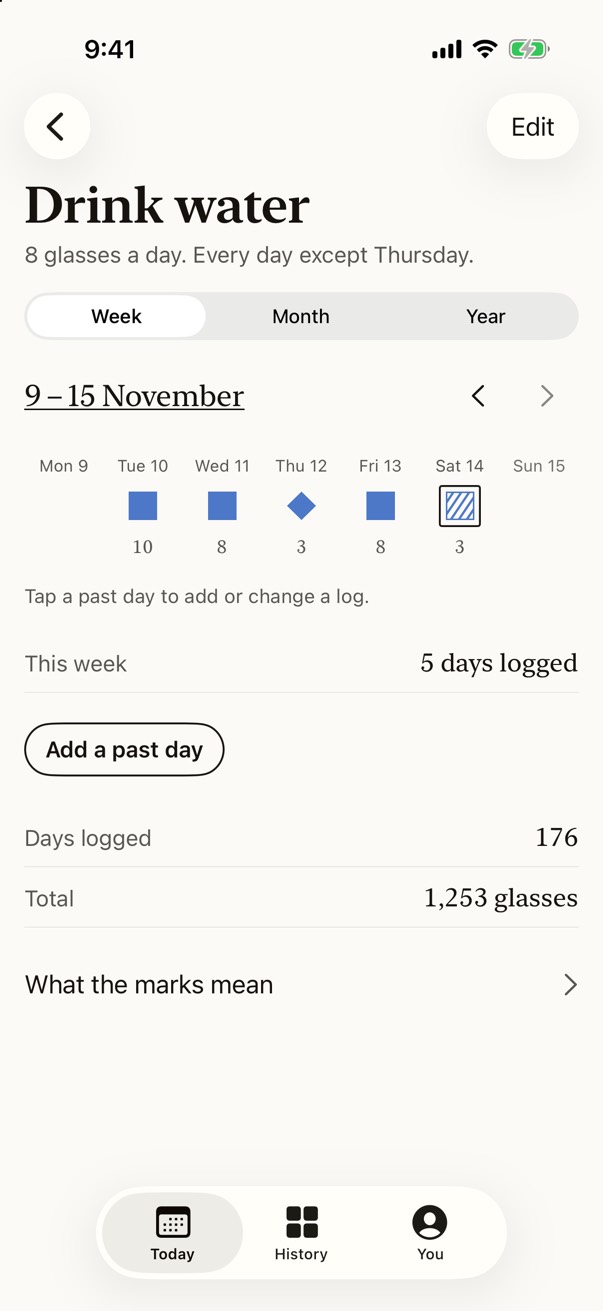 9:41
Edit
Drink water
8 glasses a day. Every day except Thursday.
Week Month Year
9 – 15 November
Mon 9 Tue 10 Wed 11 Thu 12 Fri 13 Sat 14 Sun 15
10 8 3 8 3
Tap a past day to add or change a log.
This week 5 days logged
Add a past day
Days logged 176
Total 1,253 glasses
What the marks mean
Today History You